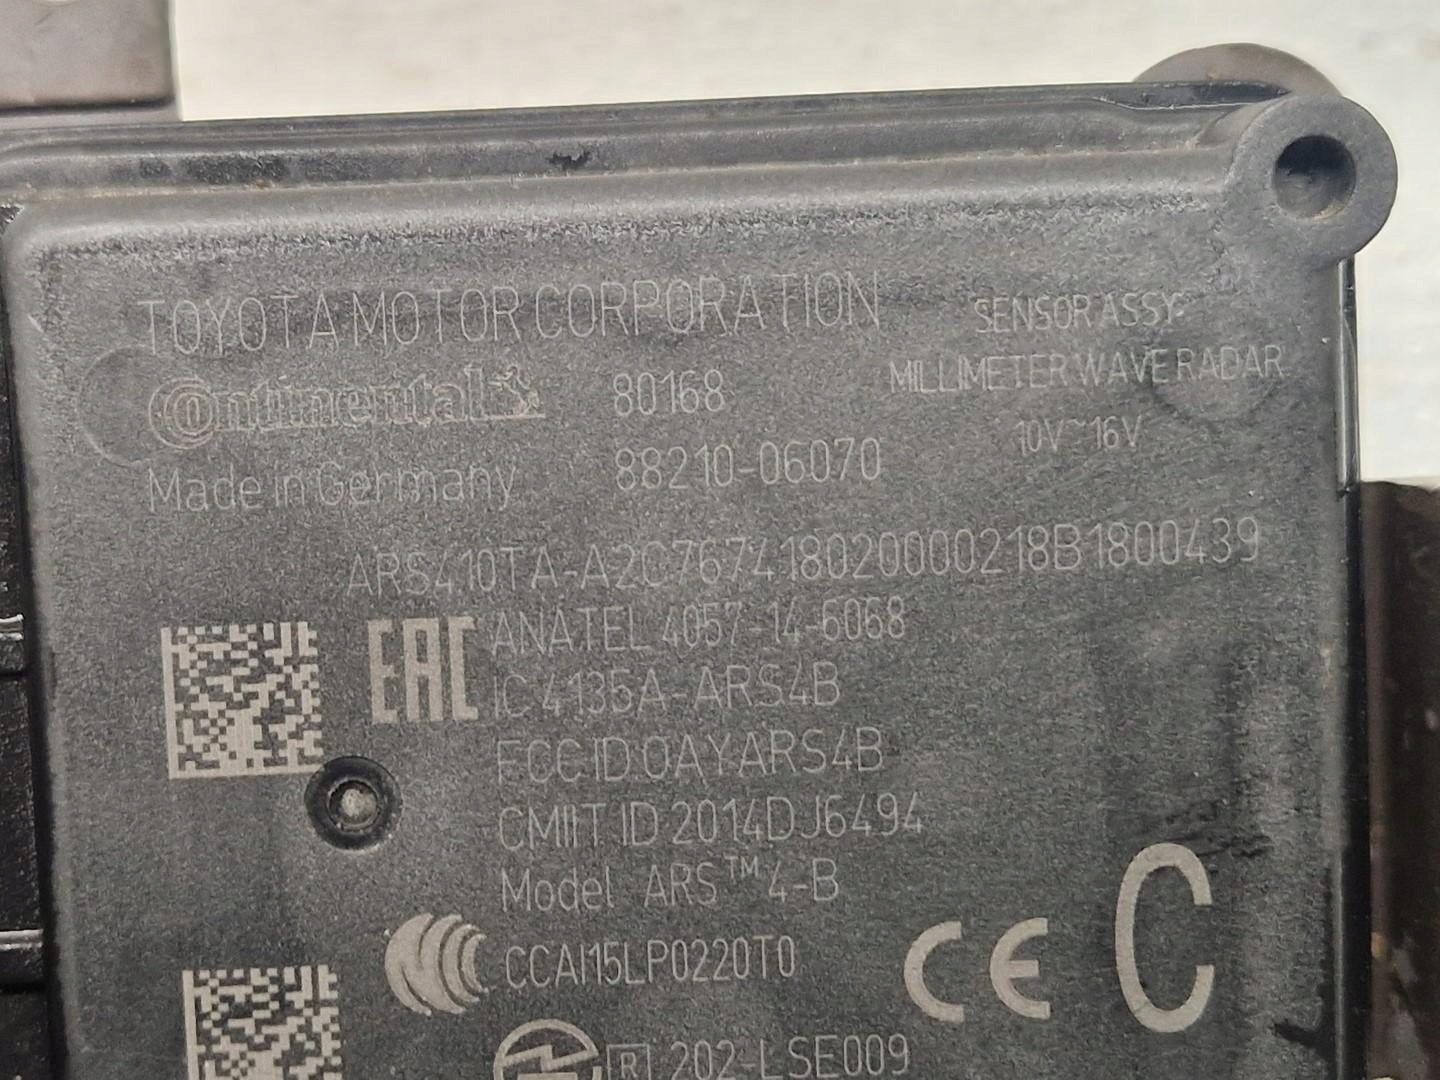 TOYOTA MOTOR CORPORATION
SENSOR ASSY
Continental
80168
MILLIMETER WAVE RADAR
Made in Germany
88210-06070
10V~16V
ARS410TA-A2C767418020000218B1800439
EAC
ANATEL 4057-14-6068
IC 4135A-ARS4B
FCC ID:OAYARS4B
CMIIT ID 2014DJ6494
Model ARS™4-B
CCAI15LP0220T0
CE
C
R 202-LSE009